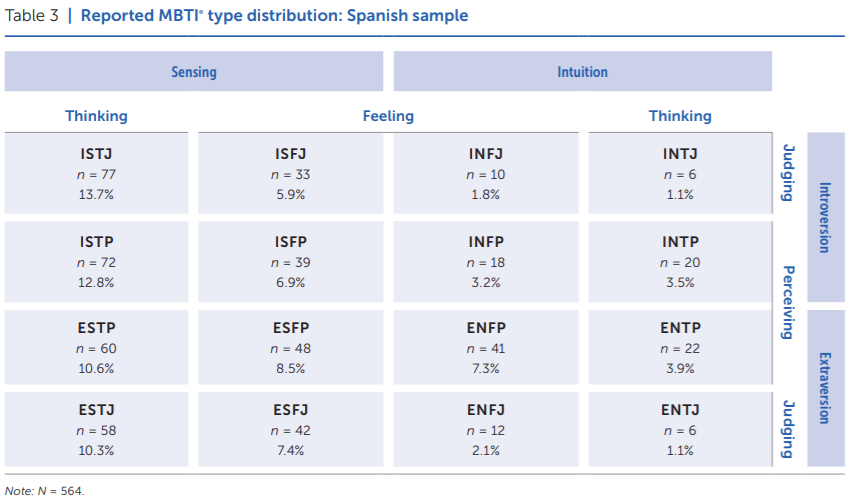 Table 3 | Reported MBTI® type distribution: Spanish sample
Sensing Intuition
Thinking Feeling Thinking
ISTJ ISFJ INFJ INTJ
n = 77 n = 33 n = 10 n = 6
13.7% 5.9% 1.8% 1.1%
Judging
Introversion
ISTP ISFP INFP INTP
n = 72 n = 39 n = 18 n = 20
12.8% 6.9% 3.2% 3.5%
Perceiving
ESTP ESFP ENFP ENTP
n = 60 n = 48 n = 41 n = 22
10.6% 8.5% 7.3% 3.9%
Extraversion
ESTJ ESFJ ENFJ ENTJ
n = 58 n = 42 n = 12 n = 6
10.3% 7.4% 2.1% 1.1%
Judging
Note: N = 564.